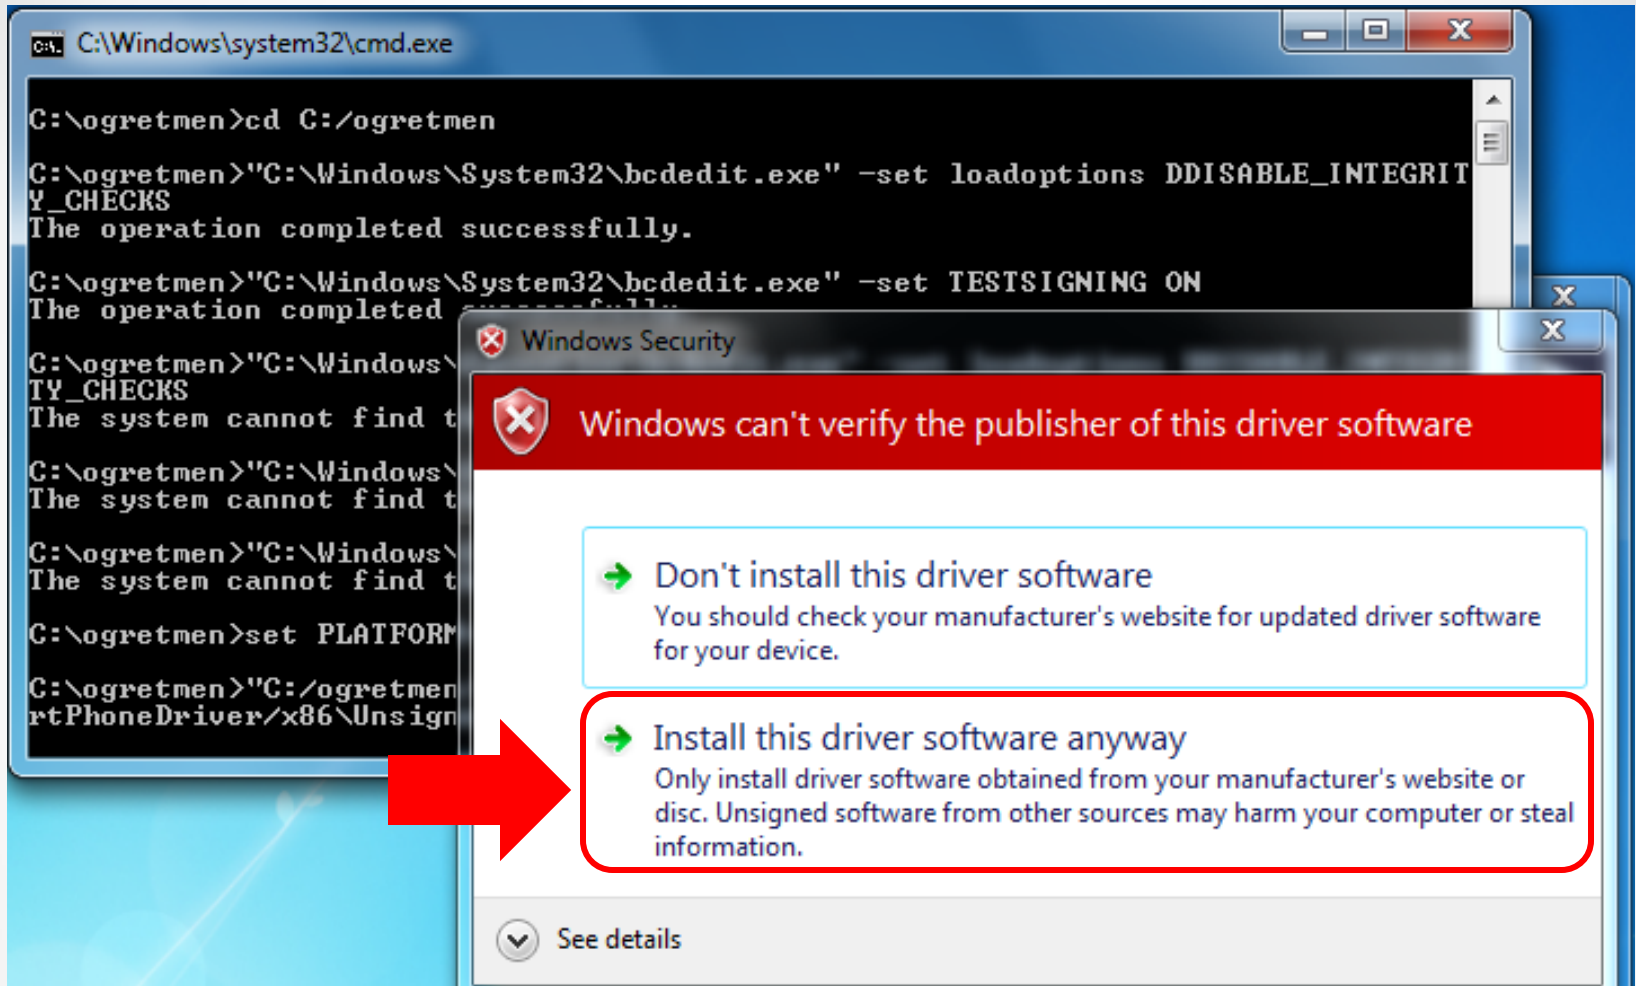 C:\Windows\system32\cmd.exe
C:\ogretmen>cd C:/ogretmen
C:\ogretmen>"C:\Windows\System32\bcdedit.exe" -set loadoptions DDISABLE_INTEGRIT
Y_CHECKS
The operation completed successfully.
C:\ogretmen>"C:\Windows\System32\bcdedit.exe" -set TESTSIGNING ON
The operation completed successfully.
C:\ogretmen>"C:\Windows\
TY_CHECKS
The system cannot find t
C:\ogretmen>"C:\Windows\
The system cannot find t
C:\ogretmen>"C:\Windows\
The system cannot find t
C:\ogretmen>set PLATFORM
C:\ogretmen>"C:/ogretmen
rtPhoneDriver/x86\Unsign
Windows Security
Windows can't verify the publisher of this driver software
Don't install this driver software
You should check your manufacturer's website for updated driver software
for your device.
Install this driver software anyway
Only install driver software obtained from your manufacturer's website or
disc. Unsigned software from other sources may harm your computer or steal
information.
See details